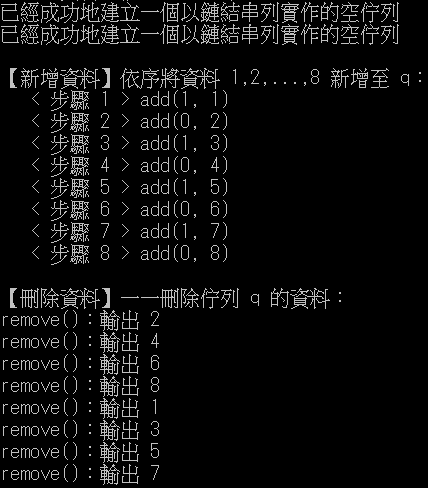 已經成功地建立一個以鏈結串列實作的空佇列
已經成功地建立一個以鏈結串列實作的空佇列
【新增資料】依序將資料 1,2,...,8 新增至 q：
< 步驟 1 > add(1, 1)
< 步驟 2 > add(0, 2)
< 步驟 3 > add(1, 3)
< 步驟 4 > add(0, 4)
< 步驟 5 > add(1, 5)
< 步驟 6 > add(0, 6)
< 步驟 7 > add(1, 7)
< 步驟 8 > add(0, 8)
【刪除資料】一一刪除佇列 q 的資料：
remove()：輸出 2
remove()：輸出 4
remove()：輸出 6
remove()：輸出 8
remove()：輸出 1
remove()：輸出 3
remove()：輸出 5
remove()：輸出 7